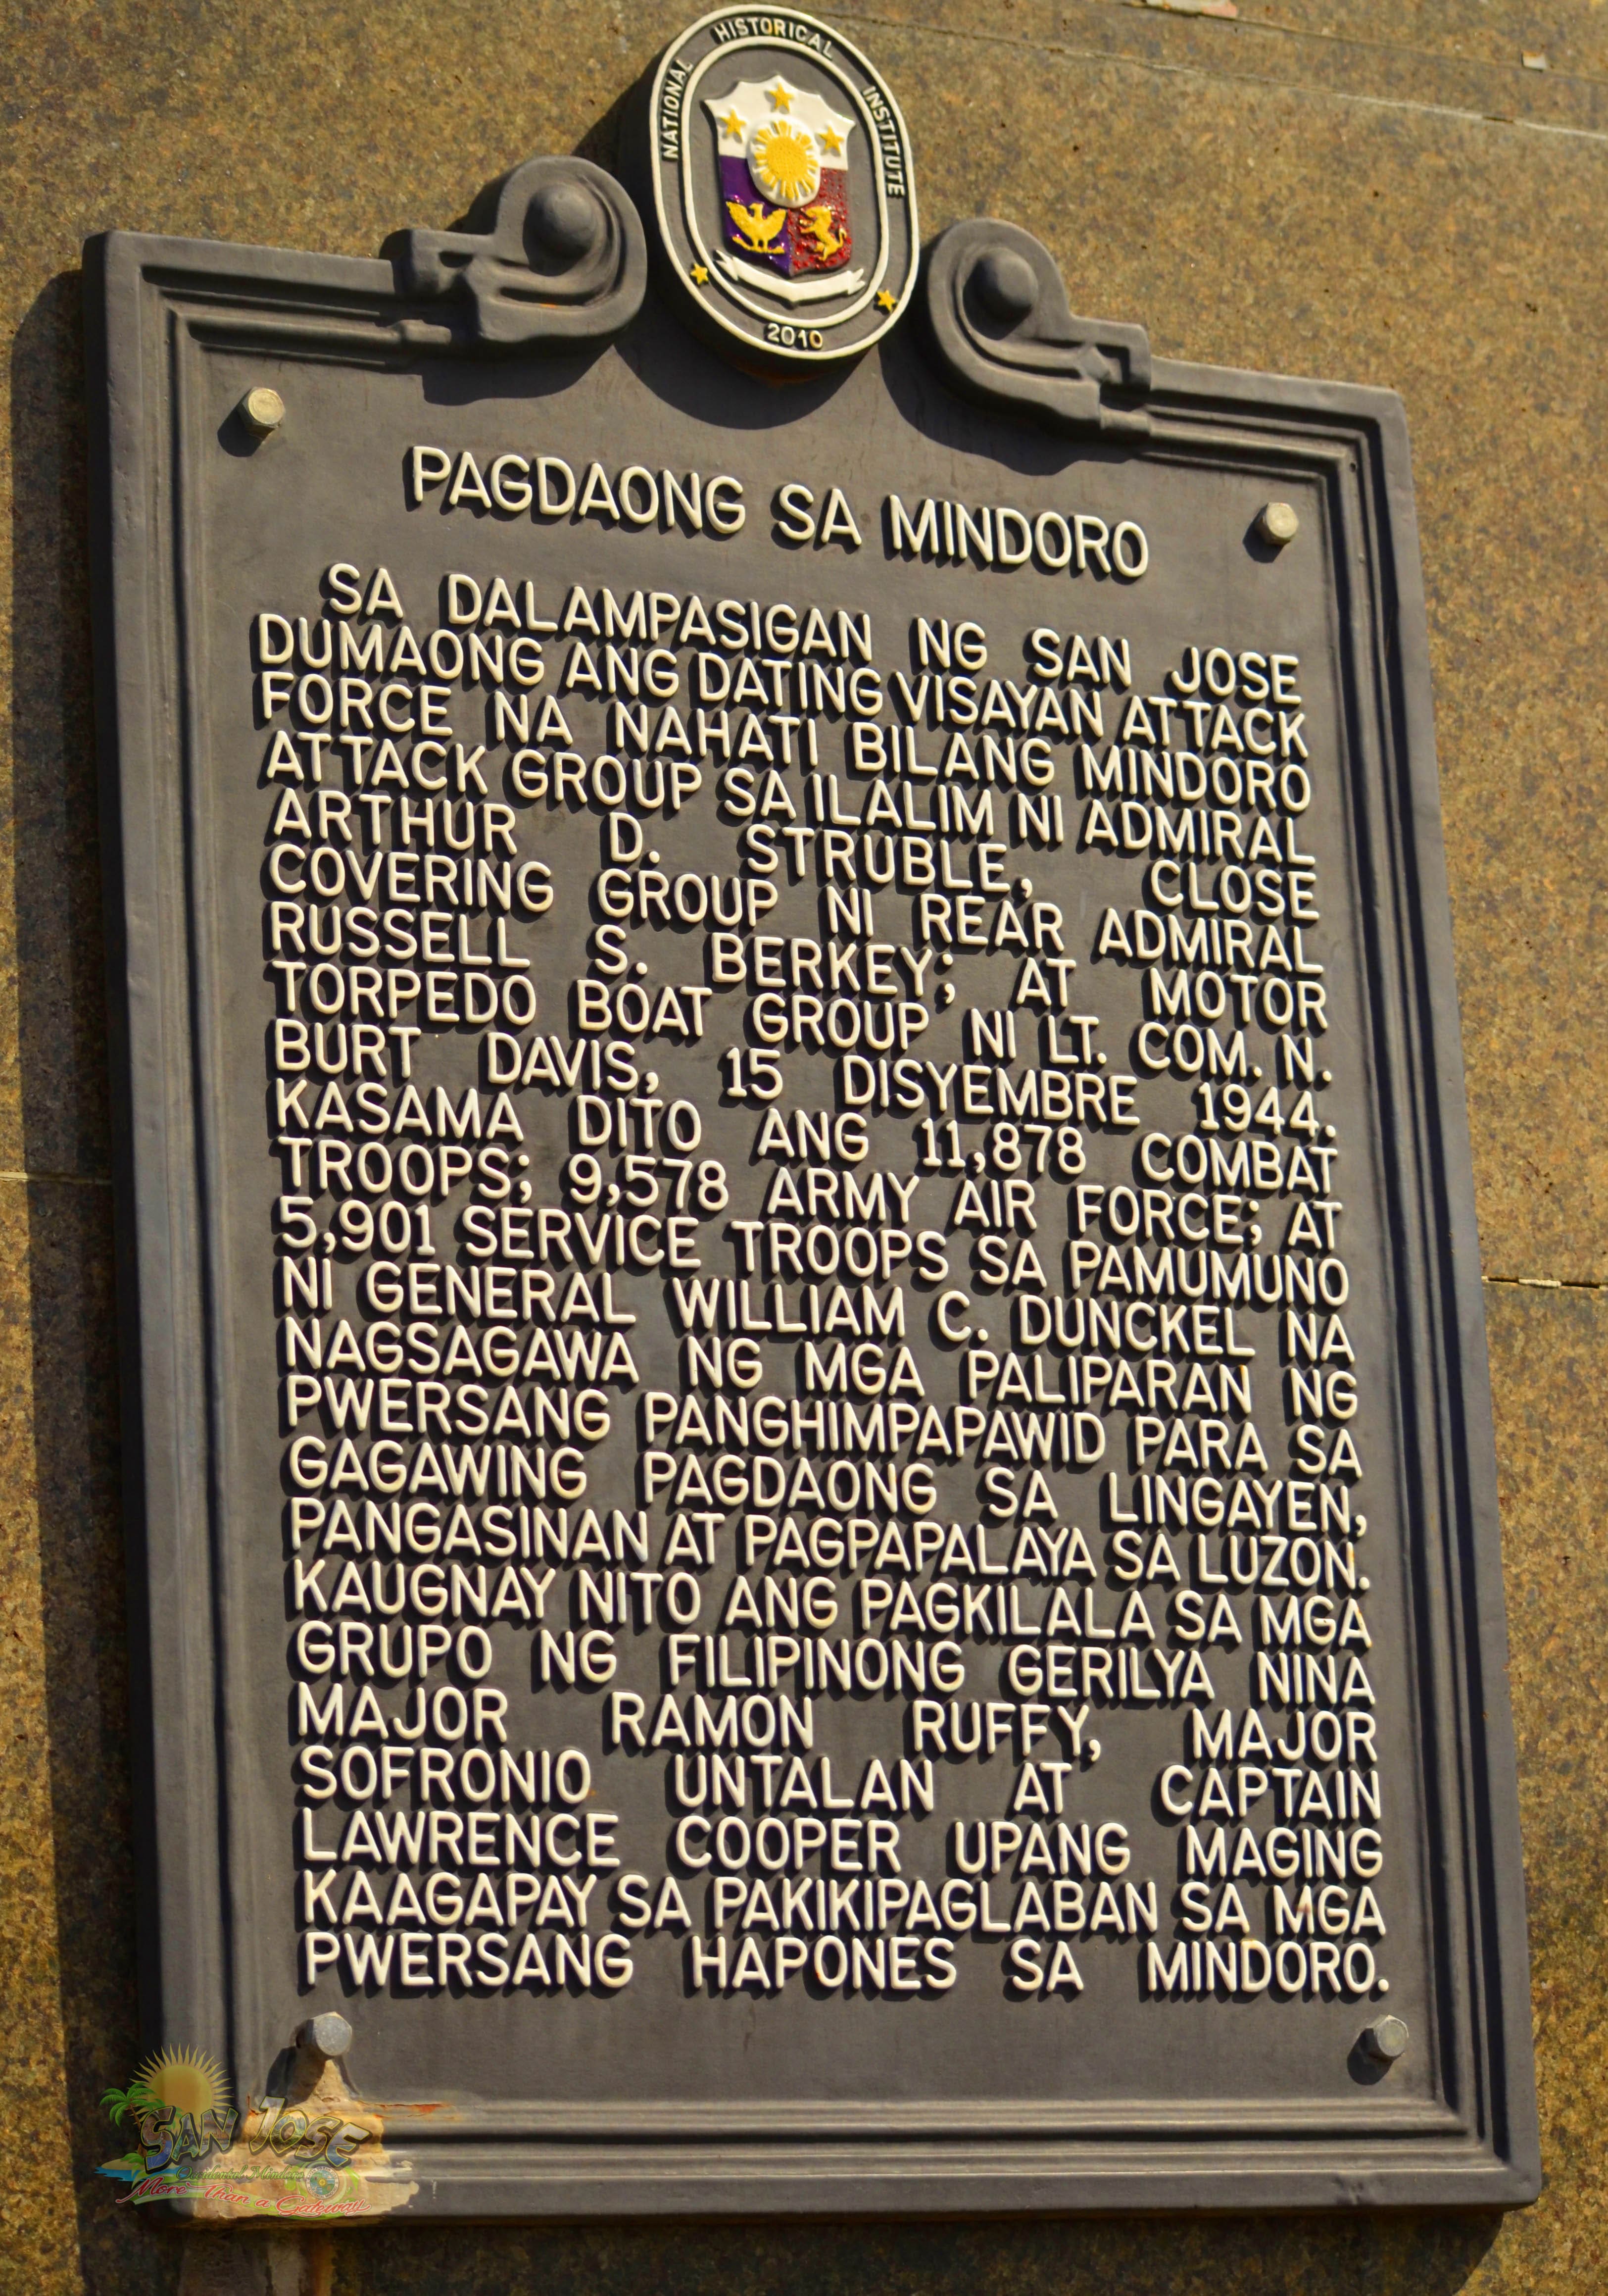 NATIONAL HISTORICAL INSTITUTE
2010
PAGDAONG SA MINDORO
SA DALAMPASIGAN NG SAN JOSE
DUMAONG ANG DATING VISAYAN ATTACK
FORCE NA NAHATI BILANG MINDORO
ATTACK GROUP SA ILALIM NI ADMIRAL
ARTHUR D. STRUBLE, CLOSE
COVERING GROUP NI REAR ADMIRAL
RUSSELL S. BERKEY; AT MOTOR
TORPEDO BOAT GROUP NI LT. COM. N.
BURT DAVIS, 15 DISYEMBRE 1944.
KASAMA DITO ANG 11,878 COMBAT
TROOPS; 9,578 ARMY AIR FORCE; AT
5,901 SERVICE TROOPS SA PAMUMUNO
NI GENERAL WILLIAM C. DUNCKEL NA
NAGSAGAWA NG MGA PALIPARAN NG
PWERSANG PANGHIMPAPAWID PARA SA
GAGAWING PAGDAONG SA LINGAYEN,
PANGASINAN AT PAGPAPALAYA SA LUZON.
KAUGNAY NITO ANG PAGKILALA SA MGA
GRUPO NG FILIPINONG GERILYA NINA
MAJOR RAMON RUFFY, MAJOR
SOFRONIO UNTALAN AT CAPTAIN
LAWRENCE COOPER UPANG MAGING
KAAGAPAY SA PAKIKIPAGLABAN SA MGA
PWERSANG HAPONES SA MINDORO.
SAN JOSE
Occidental Mindoro
More Than a Gateway